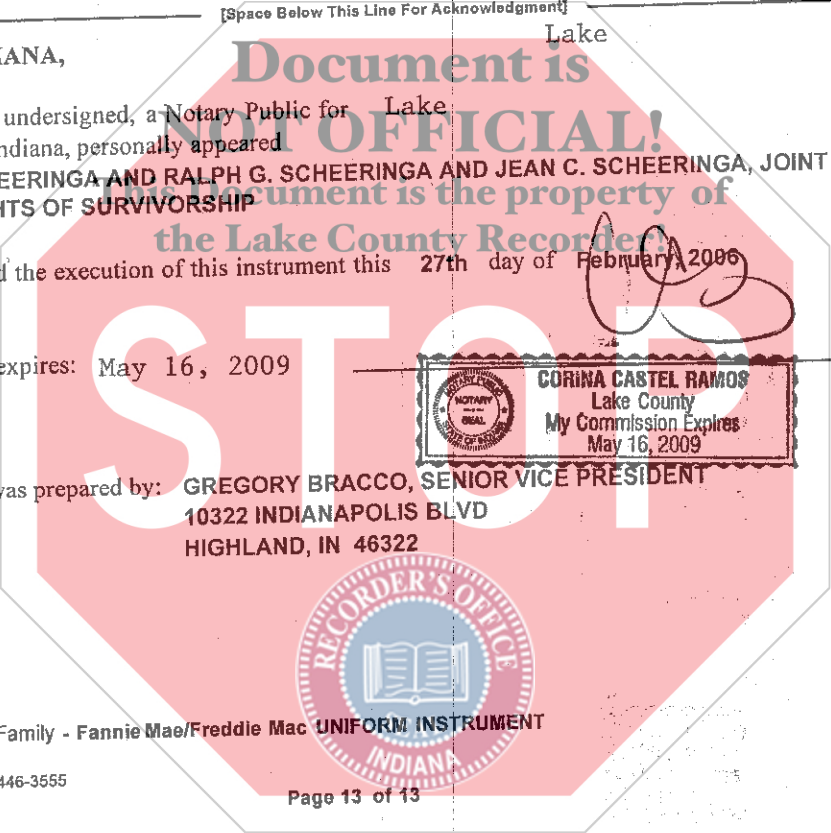 [Space Below This Line For Acknowledgment]
Lake
IANA,
undersigned, a Notary Public for Lake
ndiana, personally appeared
EERINGA AND RALPH G. SCHEERINGA AND JEAN C. SCHEERINGA, JOINT
HTS OF SURVIVORSHIP
d the execution of this instrument this 27th day of February, 2006
Document is
NOT OFFICIAL!
This Document is the property of
the Lake County Recorder!
STOP
expires: May 16, 2009
NOTARY PUBLIC
NOTARY
SEAL
STATE OF INDIANA
CORINA CASTEL RAMOS
Lake County
My Commission Expires
May 16, 2009
was prepared by: GREGORY BRACCO, SENIOR VICE PRESIDENT
10322 INDIANAPOLIS BLVD
HIGHLAND, IN 46322
RECORDER'S OFFICE
INDIANA
Family - Fannie Mae/Freddie Mac UNIFORM INSTRUMENT
446-3555
Page 13 of 13